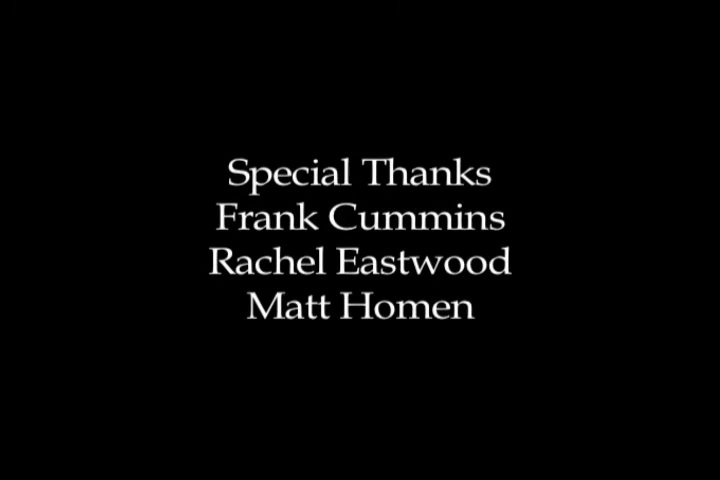 Special Thanks
Frank Cummins
Rachel Eastwood
Matt Homen